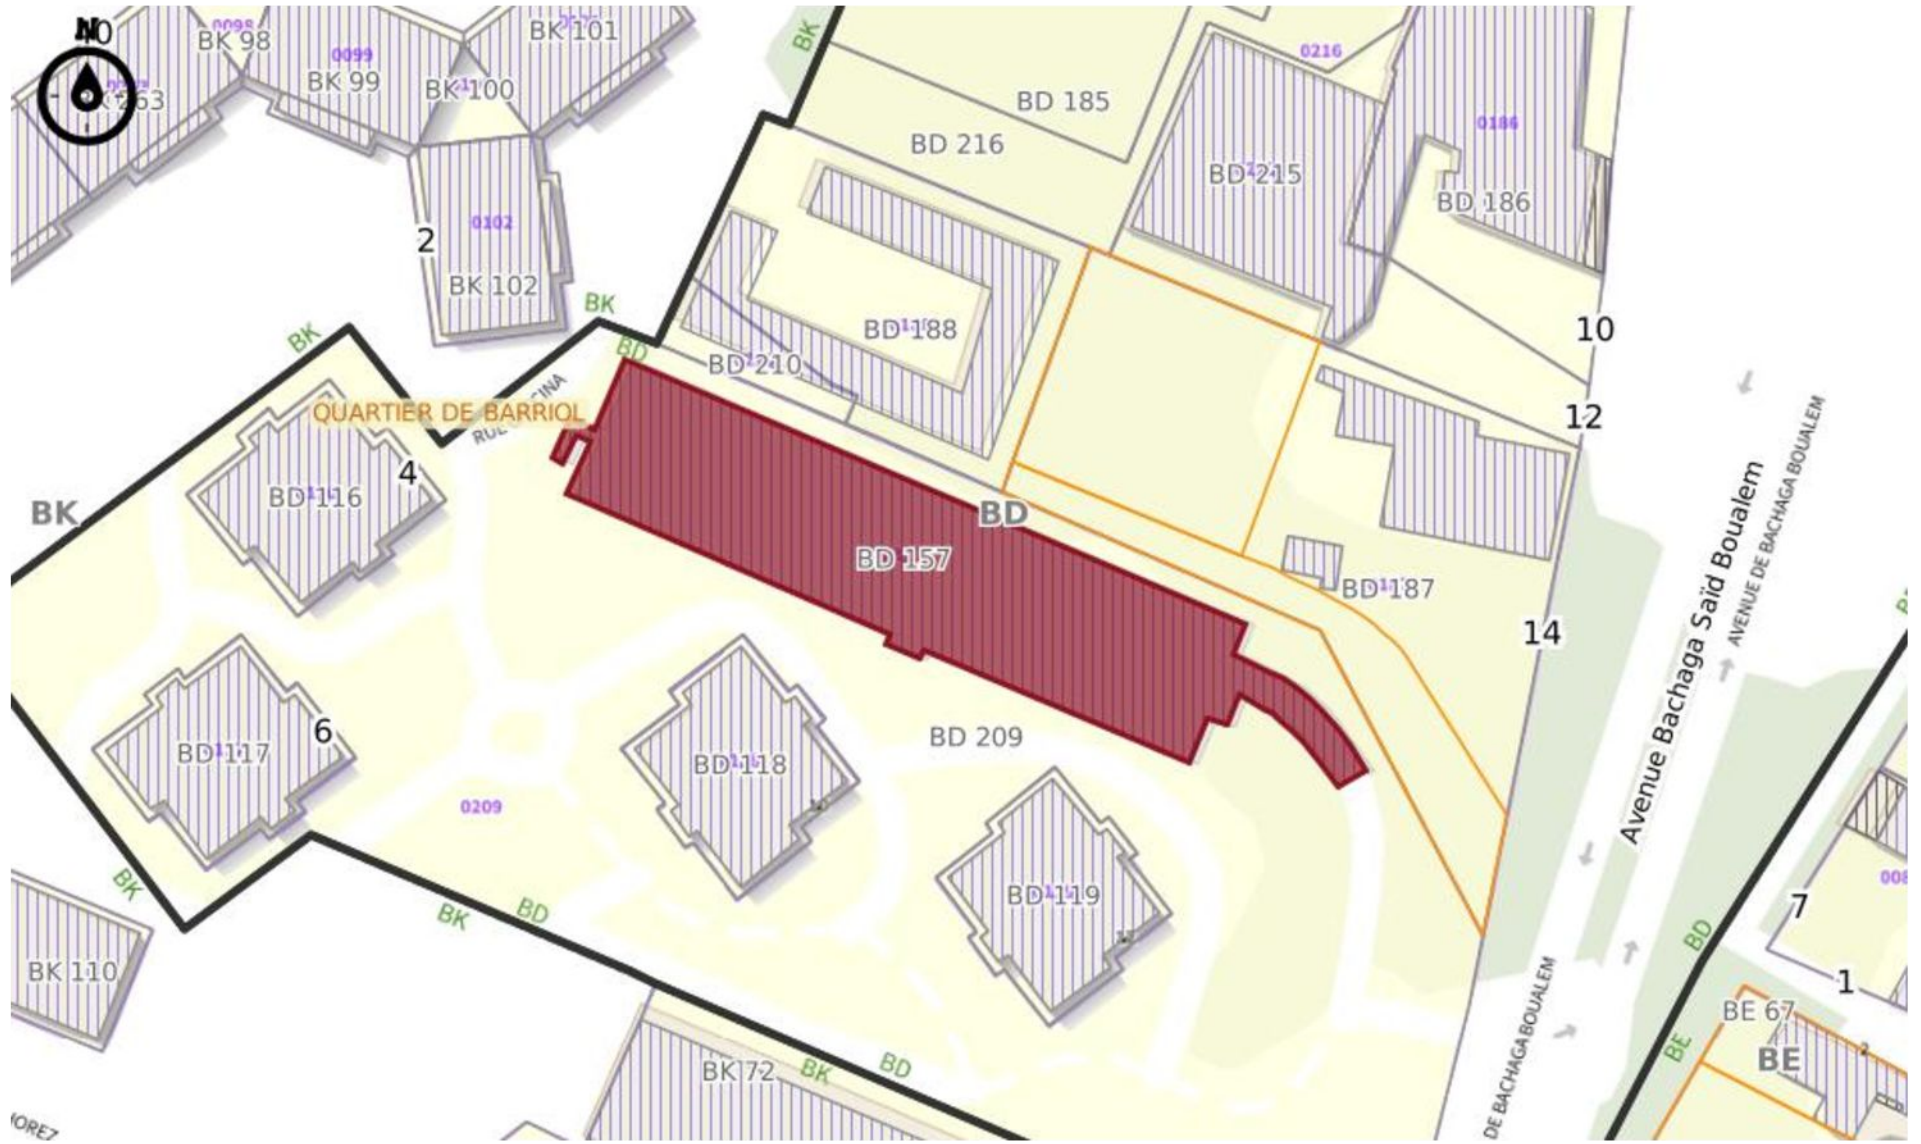 N
0098
BK 98
0099
BK 99
BK 100
BK 101
BK
0216
BD 185
BD 216
BD 215
0186
BD 186
0102
2
BK 102
BK
BK
BD
BD 188
BD 210
10
12
QUARTIER DE BARRIOL
BD 116
4
BK
BD
BD 157
BD 187
14
Avenue Bachaga Saïd Boualem
AVENUE DE BACHAGA BOUALEM
BD 117
6
BD 118
BD 209
0209
BD 119
BK
BK
BD
7
BD
1
BK 110
BE 67
BE
BE
BK 72
BK
BD
DE BACHAGA BOUALEM